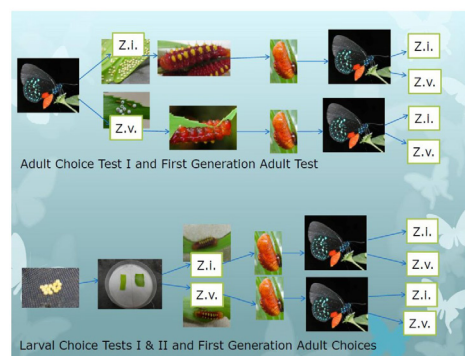 Z.i.
Z.i.
Z.v.
Z.v.
Z.i.
Z.v.
Adult Choice Test I and First Generation Adult Test
Z.i.
Z.i.
Z.v.
Z.v.
Z.i.
Z.v.
Larval Choice Tests I & II and First Generation Adult Choices